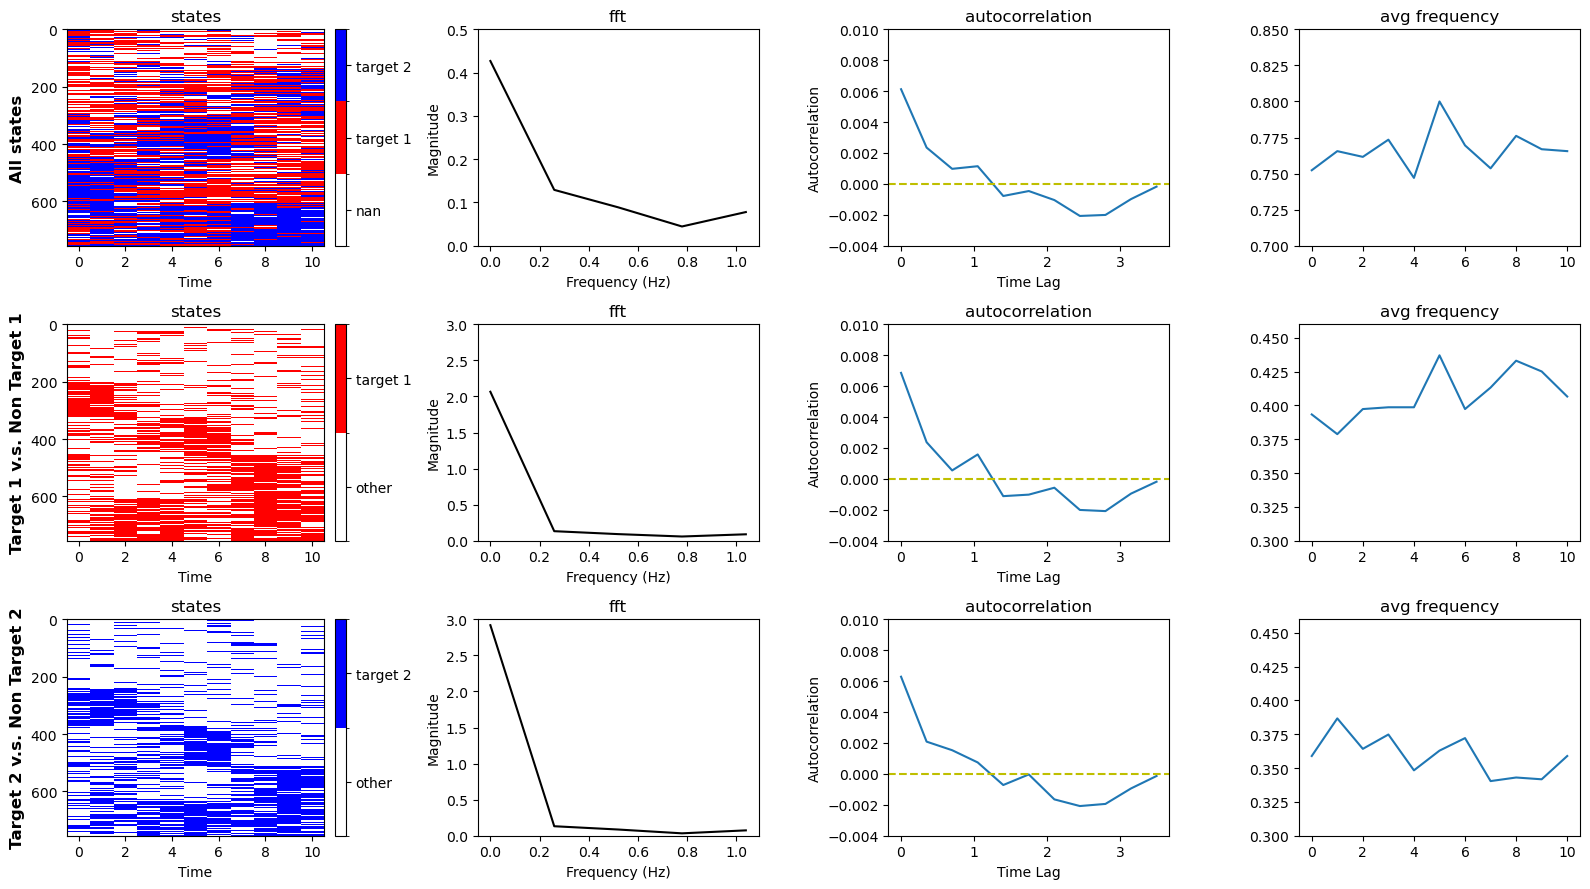 All states
states
0
200
400
600
0 2 4 6 8 10
Time
target 2
target 1
nan
fft
Magnitude
0.5
0.4
0.3
0.2
0.1
0.0
0.0 0.2 0.4 0.6 0.8 1.0
Frequency (Hz)
autocorrelation
Autocorrelation
0.010
0.008
0.006
0.004
0.002
0.000
−0.002
−0.004
0 1 2 3
Time Lag
avg frequency
0.850
0.825
0.800
0.775
0.750
0.725
0.700
0 2 4 6 8 10
Target 1 v.s. Non Target 1
states
0
200
400
600
0 2 4 6 8 10
Time
target 1
other
fft
Magnitude
3.0
2.5
2.0
1.5
1.0
0.5
0.0
0.0 0.2 0.4 0.6 0.8 1.0
Frequency (Hz)
autocorrelation
Autocorrelation
0.010
0.008
0.006
0.004
0.002
0.000
−0.002
−0.004
0 1 2 3
Time Lag
avg frequency
0.450
0.425
0.400
0.375
0.350
0.325
0.300
0 2 4 6 8 10
Target 2 v.s. Non Target 2
states
0
200
400
600
0 2 4 6 8 10
Time
target 2
other
fft
Magnitude
3.0
2.5
2.0
1.5
1.0
0.5
0.0
0.0 0.2 0.4 0.6 0.8 1.0
Frequency (Hz)
autocorrelation
Autocorrelation
0.010
0.008
0.006
0.004
0.002
0.000
−0.002
−0.004
0 1 2 3
Time Lag
avg frequency
0.450
0.425
0.400
0.375
0.350
0.325
0.300
0 2 4 6 8 10